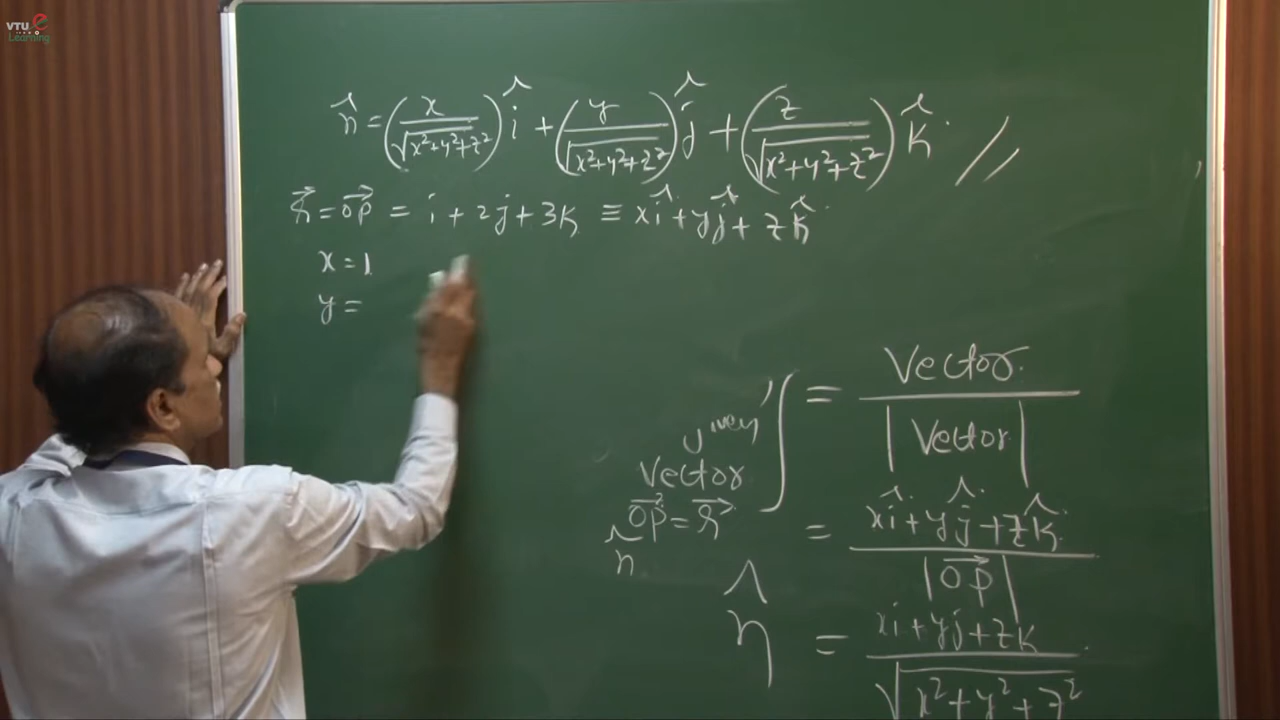 VTU e
Learning
n̂ = (x/√x²+y²+z²) î + (y/√x²+y²+z²) ĵ + (z/√x²+y²+z²) k̂ . //
r⃗ = OP⃗ = i + 2j + 3k ≡ xî + yĵ + zk̂
x = 1
y =
given
Vector
OP⃗ = r⃗
n̂
= Vector / |Vector|
= xî + yĵ + zk̂ / |OP⃗|
n̂ = xi + yj + zk / √x² + y² + z²